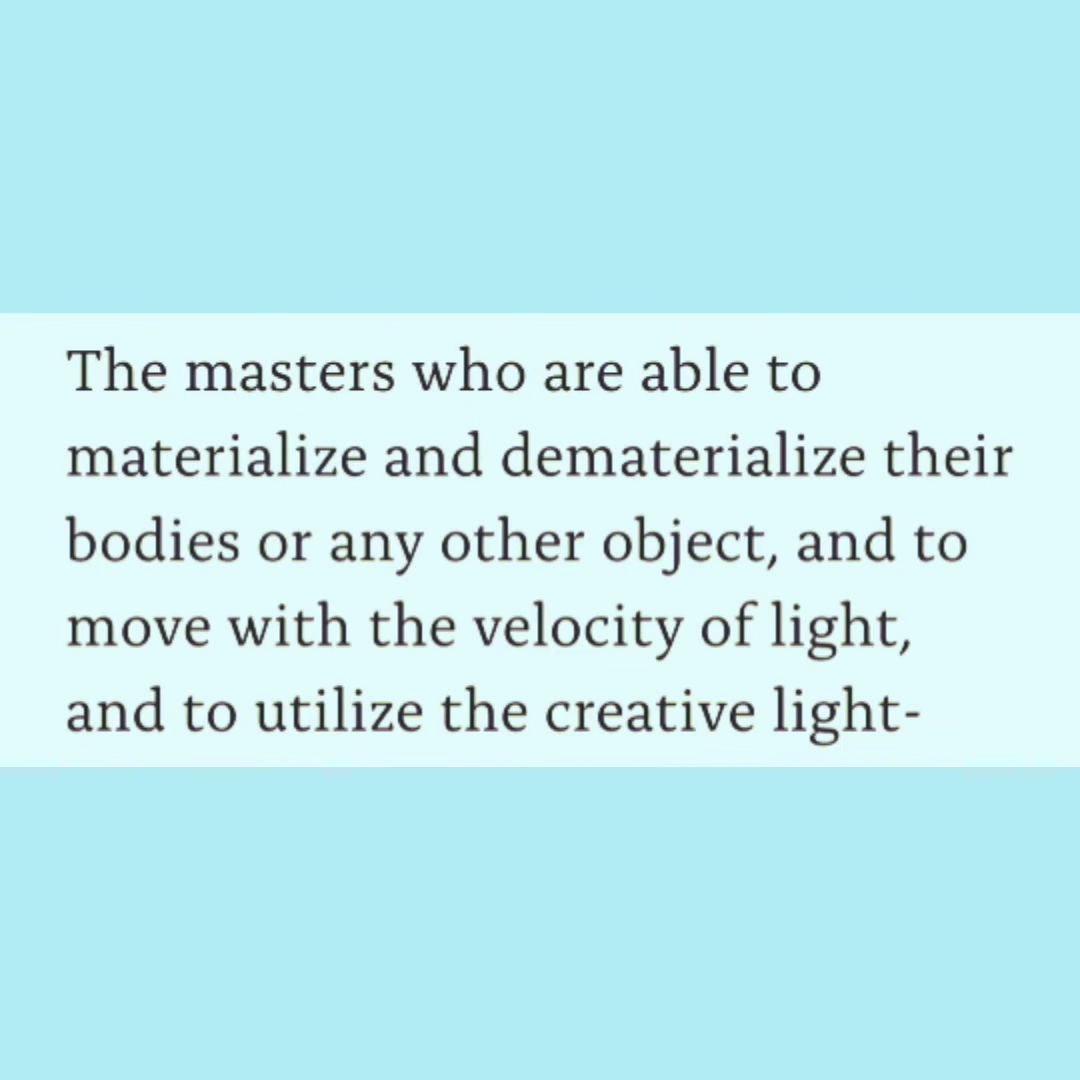 The masters who are able to
materialize and dematerialize their
bodies or any other object, and to
move with the velocity of light,
and to utilize the creative light-